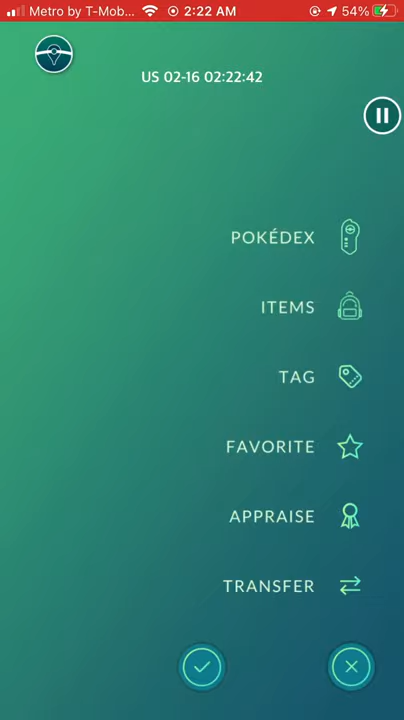 Metro by T-Mob... 2:22 AM 54%
US 02-16 02:22:42
POKÉDEX
ITEMS
TAG
FAVORITE
APPRAISE
TRANSFER